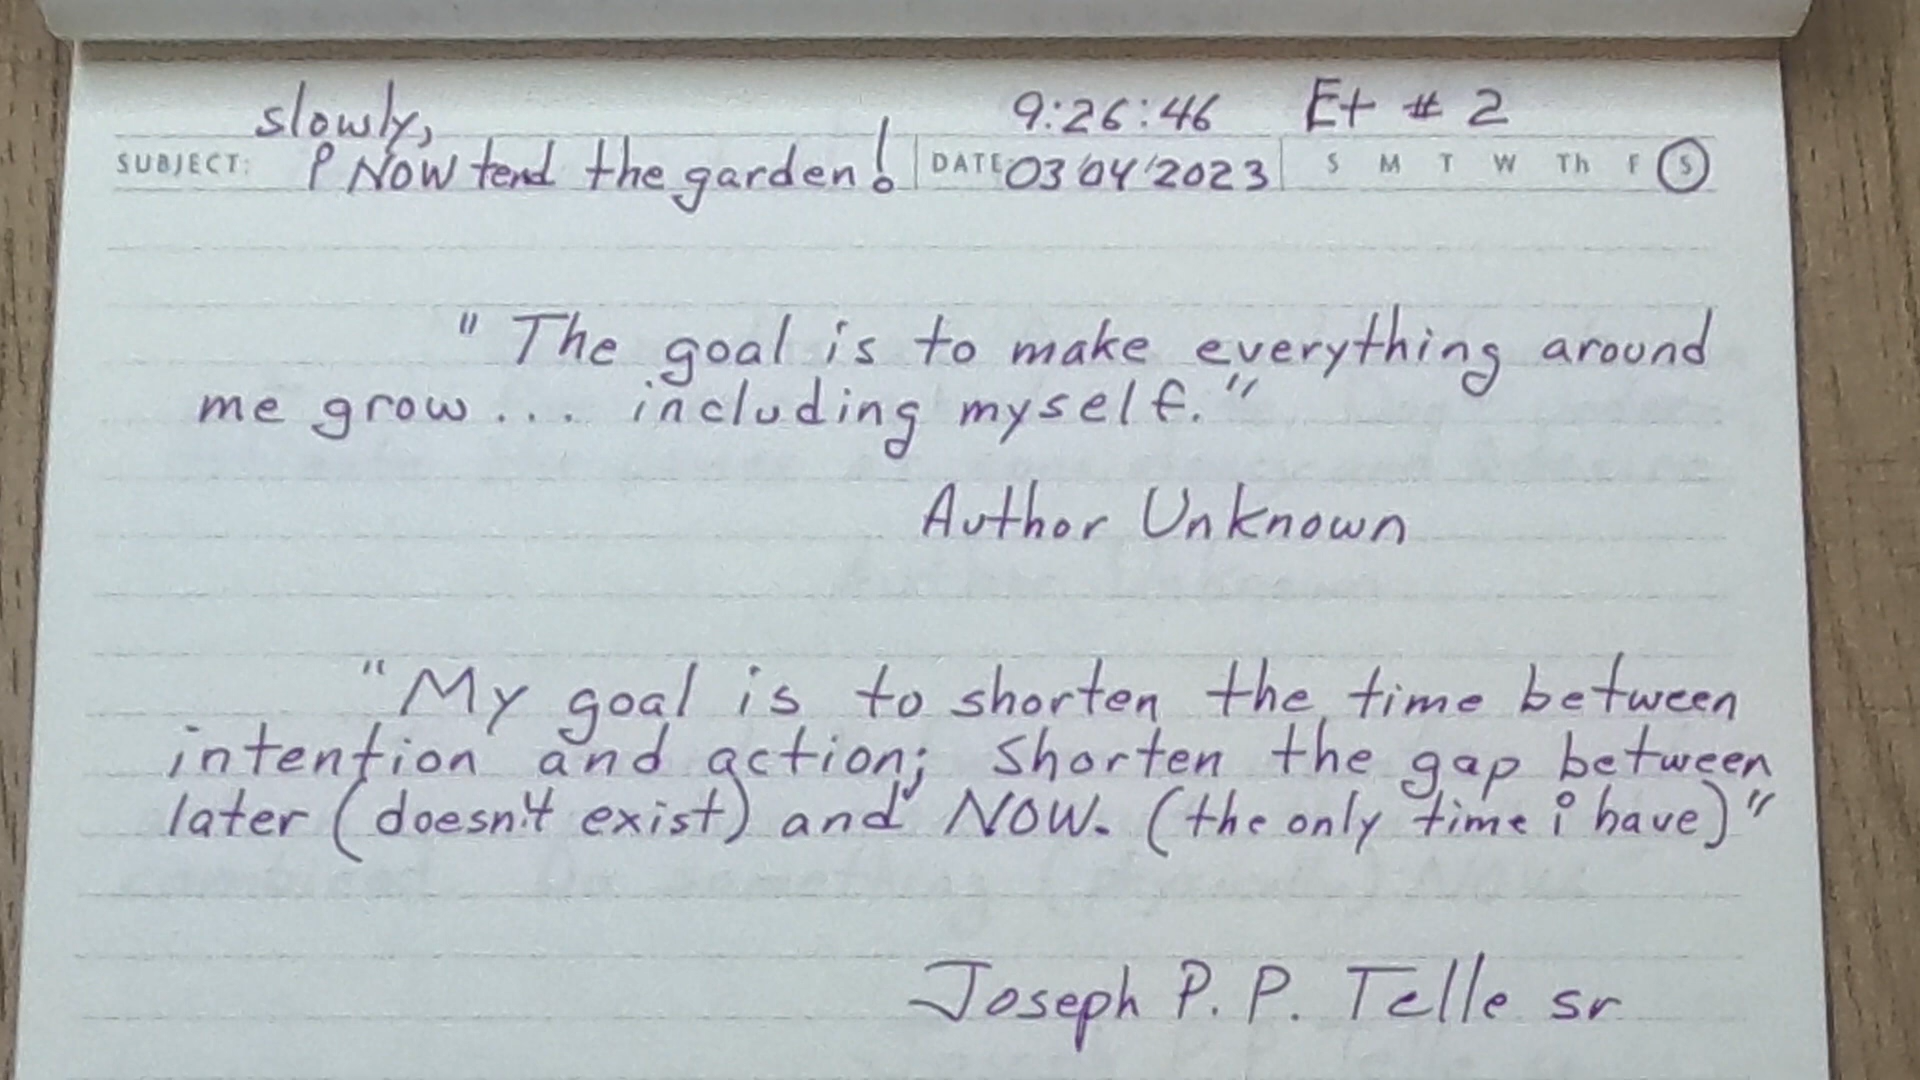 slowly, 9:26:46 Et # 2
SUBJECT: i NOW tend the garden! DATE: 03/04/2023 S M T W Th F S
"The goal is to make everything around
me grow... including myself."
Author Unknown
"My goal is to shorten the time between
intention and action; shorten the gap between
later (doesn't exist) and NOW. (the only time i have)"
Joseph P. P. Telle sr